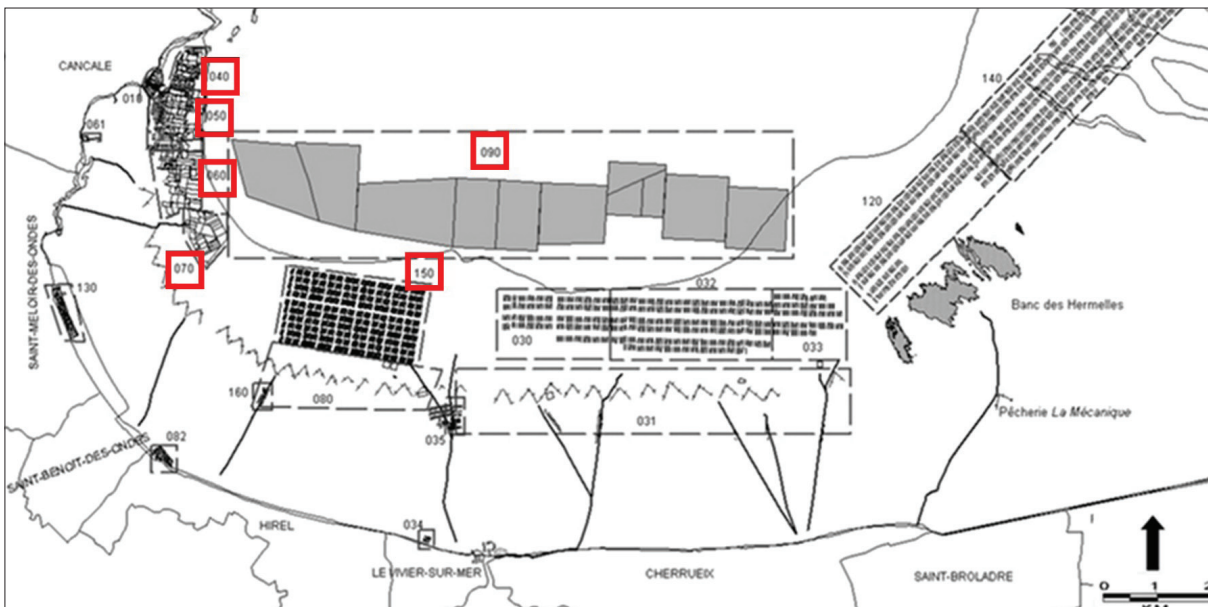 CANCALE
040
018
050
061
060
090
140
120
070
150
130
032
SAINT-MELOIR-DES-ONDES
Banc des Hermelles
030
033
160
080
031
035
Pêcherie La Mécanique
082
SAINT-BENOIT-DES-ONDES
HIREL
034
LE VIVIER-SUR-MER
CHERRUEIX
SAINT-BROLADRE
0 1 2
KM